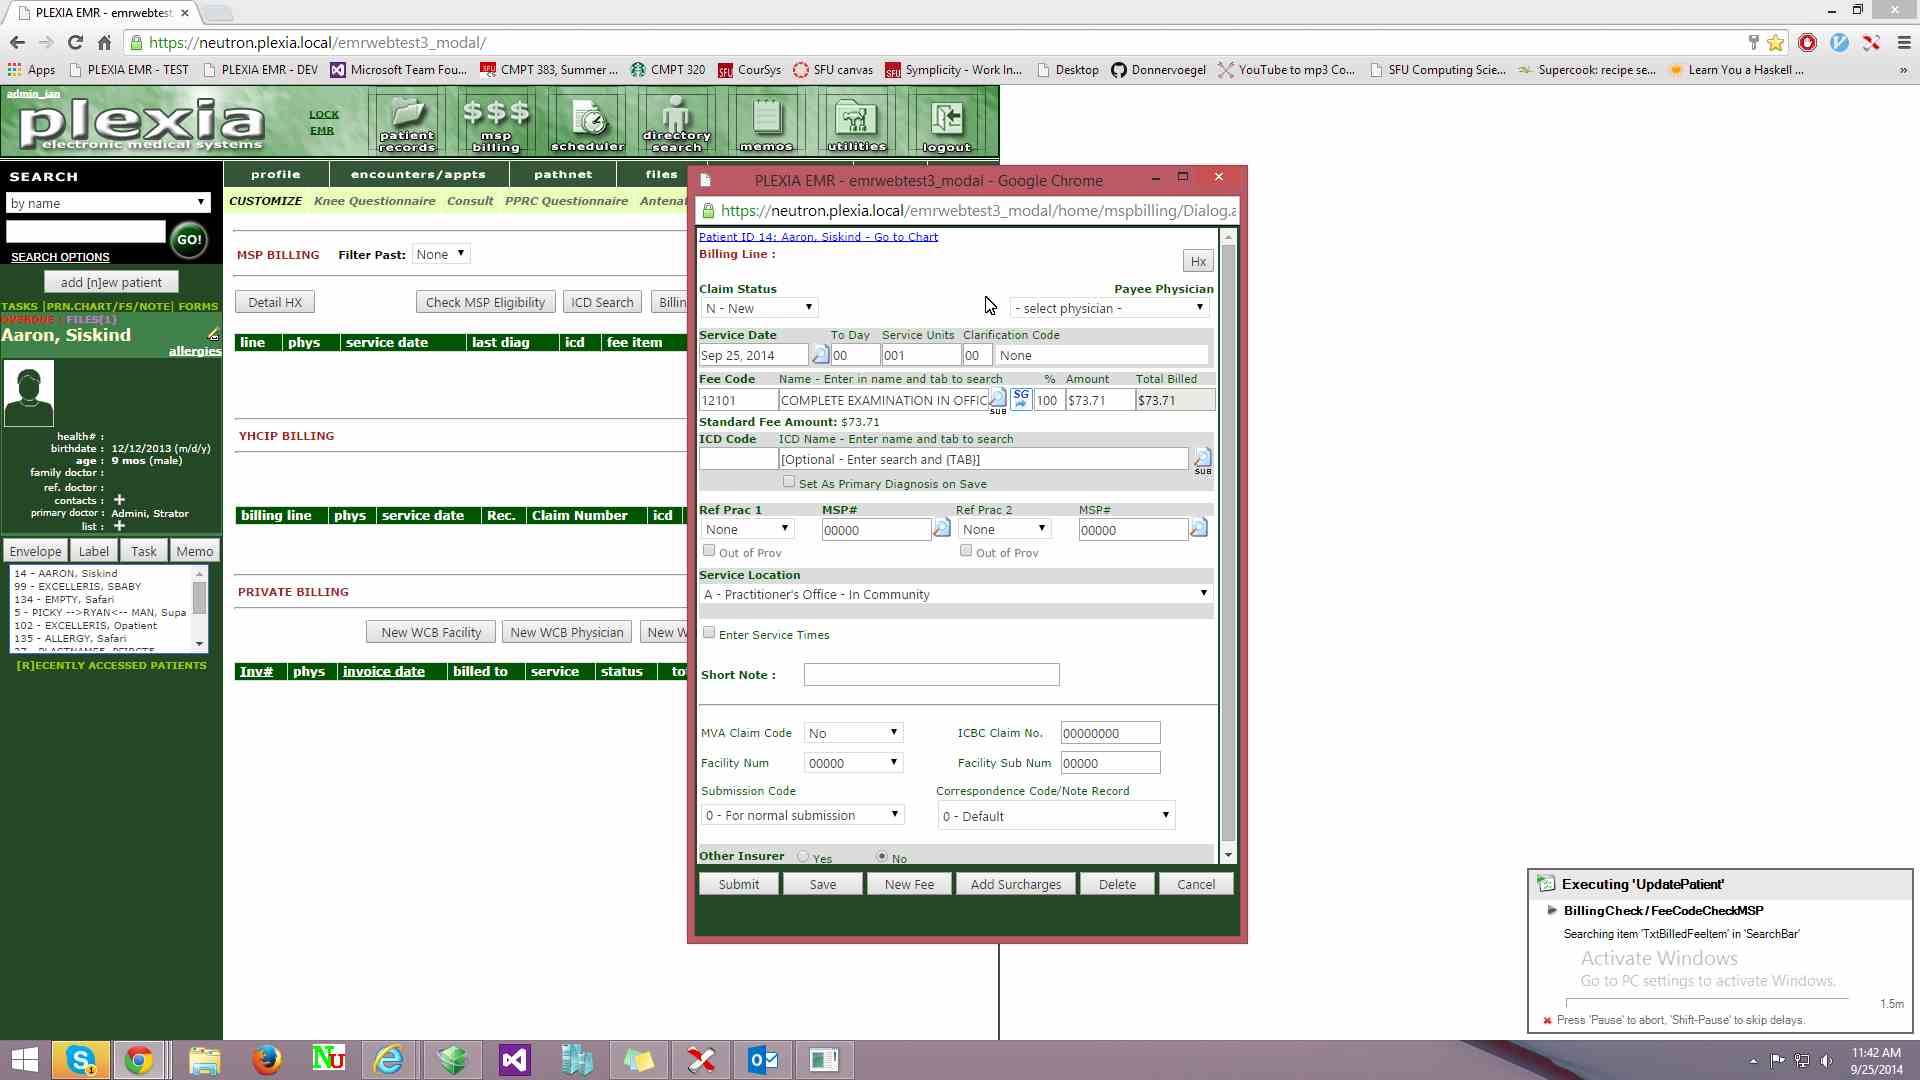 PLEXIA EMR - emrwebtest
https://neutron.plexia.local/emrwebtest3_modal/
Apps PLEXIA EMR - TEST PLEXIA EMR - DEV Microsoft Team Fou... CMPT 383, Summer ... CMPT 320 CourSys SFU canvas Symplicity - Work In... Desktop Donnervoegel YouTube to mp3 Co... SFU Computing Scie... Supercook: recipe se... Learn You a Haskell ... »
admin_ian
plexia
electronic medical systems
LOCK
EMR
patient records
$$$ msp billing
scheduler
directory search
memos
utilities
logout
SEARCH
by name
GO!
SEARCH OPTIONS
add [n]ew patient
TASKS |PRN.CHART/FS/NOTE| FORMS
OVERDUE FILES(1)
Aaron, Siskind
allergies
health# :
birthdate : 12/12/2013 (m/d/y)
age : 9 mos (male)
family doctor :
ref. doctor :
contacts : +
primary doctor : Admini, Strator
list : +
Envelope Label Task Memo
14 - AARON, Siskind
99 - EXCELLERIS, SBABY
134 - EMPTY, Safari
5 - PICKY -->RYAN<-- MAN, Supa
102 - EXCELLERIS, Opatient
135 - ALLERGY, Safari
[R]ECENTLY ACCESSED PATIENTS
profile encounters/appts pathnet files
CUSTOMIZE Knee Questionnaire Consult PPRC Questionnaire Antena
MSP BILLING Filter Past: None
Detail HX Check MSP Eligibility ICD Search Billin
line phys service date last diag icd fee item
YHCIP BILLING
billing line phys service date Rec. Claim Number icd
PRIVATE BILLING
New WCB Facility New WCB Physician New W
Inv# phys invoice date billed to service status to
PLEXIA EMR - emrwebtest3_modal - Google Chrome
https://neutron.plexia.local/emrwebtest3_modal/home/mspbilling/Dialog.a
Patient ID 14: Aaron, Siskind - Go to Chart
Billing Line :
Hx
Claim Status Payee Physician
N - New - select physician -
Service Date To Day Service Units Clarification Code
Sep 25, 2014 00 001 00 None
Fee Code Name - Enter in name and tab to search % Amount Total Billed
12101 COMPLETE EXAMINATION IN OFFIC SUB SG 100 $73.71 $73.71
Standard Fee Amount: $73.71
ICD Code ICD Name - Enter name and tab to search
[Optional - Enter search and {TAB}] SUB
Set As Primary Diagnosis on Save
Ref Prac 1 MSP# Ref Prac 2 MSP#
None 00000 None 00000
Out of Prov Out of Prov
Service Location
A - Practitioner's Office - In Community
Enter Service Times
Short Note :
MVA Claim Code No ICBC Claim No. 00000000
Facility Num 00000 Facility Sub Num 00000
Submission Code Correspondence Code/Note Record
0 - For normal submission 0 - Default
Other Insurer Yes No
Submit Save New Fee Add Surcharges Delete Cancel
Executing 'UpdatePatient'
BillingCheck / FeeCodeCheckMSP
Searching item 'TxtBilledFeeItem' in 'SearchBar'
Activate Windows
Go to PC settings to activate Windows.
1.5m
Press 'Pause' to abort, 'Shift-Pause' to skip delays.
11:42 AM
9/25/2014